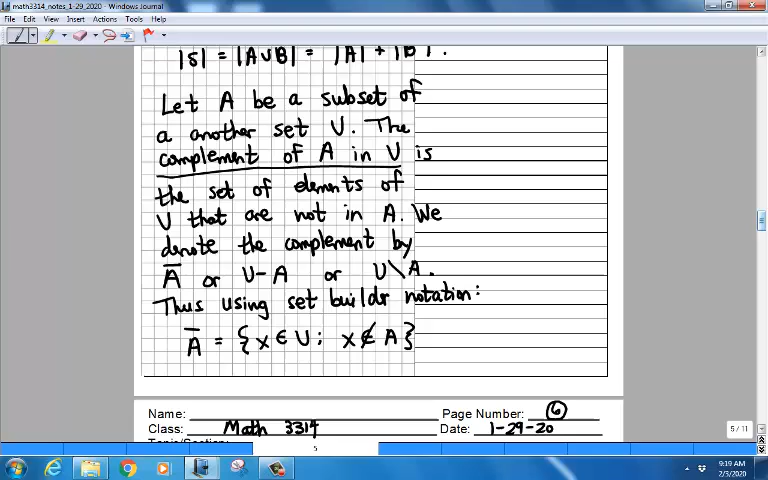 math3314_notes_1-29_2020 - Windows Journal
File Edit View Insert Actions Tools Help
|S| = |A∪B| = |A| + |B|.
Let A be a subset of
a another set U. The
complement of A in U is
the set of elements of
U that are not in A. We
denote the complement by
A̅ or U-A or U\A.
Thus using set builder notation:
A̅ = {x ∈ U : x ∉ A}
Name: Page Number: 6
Class: Math 3314 Date: 1-29-20
5 / 11
5
9:19 AM
2/3/2020